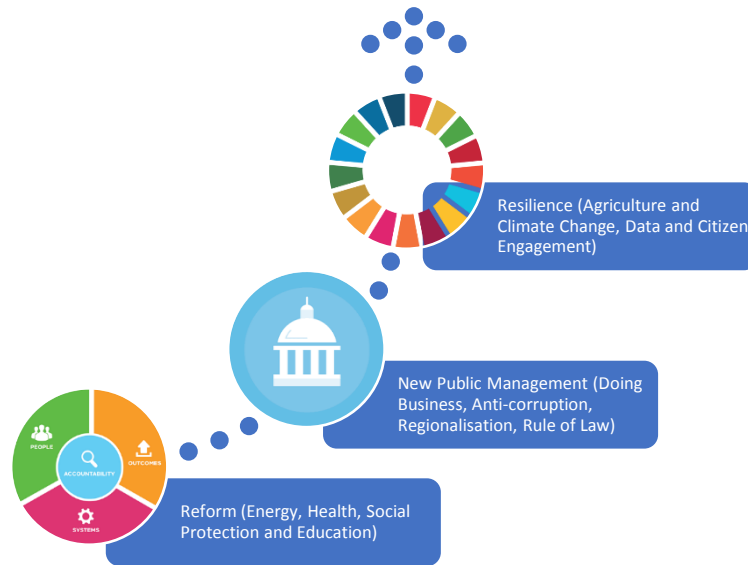 Resilience (Agriculture and
Climate Change, Data and Citizen
Engagement)
New Public Management (Doing
Business, Anti-corruption,
Regionalisation, Rule of Law)
PEOPLE
OUTCOMES
ACCOUNTABILITY
SYSTEMS
Reform (Energy, Health, Social
Protection and Education)